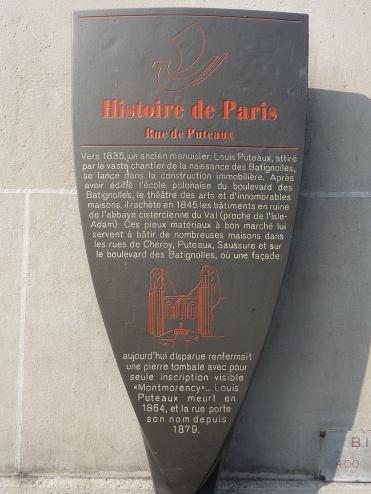 Histoire de Paris
Rue de Puteaux
Vers 1835, un ancien menuisier, Louis Puteaux, attiré
par le vaste chantier de la naissance des Batignolles,
se lance dans la construction immobilière. Après
avoir édifié l'école polonaise du boulevard des
Batignolles, le théâtre des arts et d'innombrables
maisons, il rachète en 1845 les bâtiments en ruine
de l'abbaye cistercienne du Val (proche de l'Isle-
Adam). Ces pieux matériaux à bon marché lui
servent à bâtir de nombreuses maisons dans
les rues de Cheroy, Puteaux, Saussure et sur
le boulevard des Batignolles, où une façade
aujourd'hui disparue renfermait
une pierre tombale avec pour
seule inscription visible
«Montmorency»... Louis
Puteaux meurt en
1864, et la rue porte
son nom depuis
1879.
B.I
400